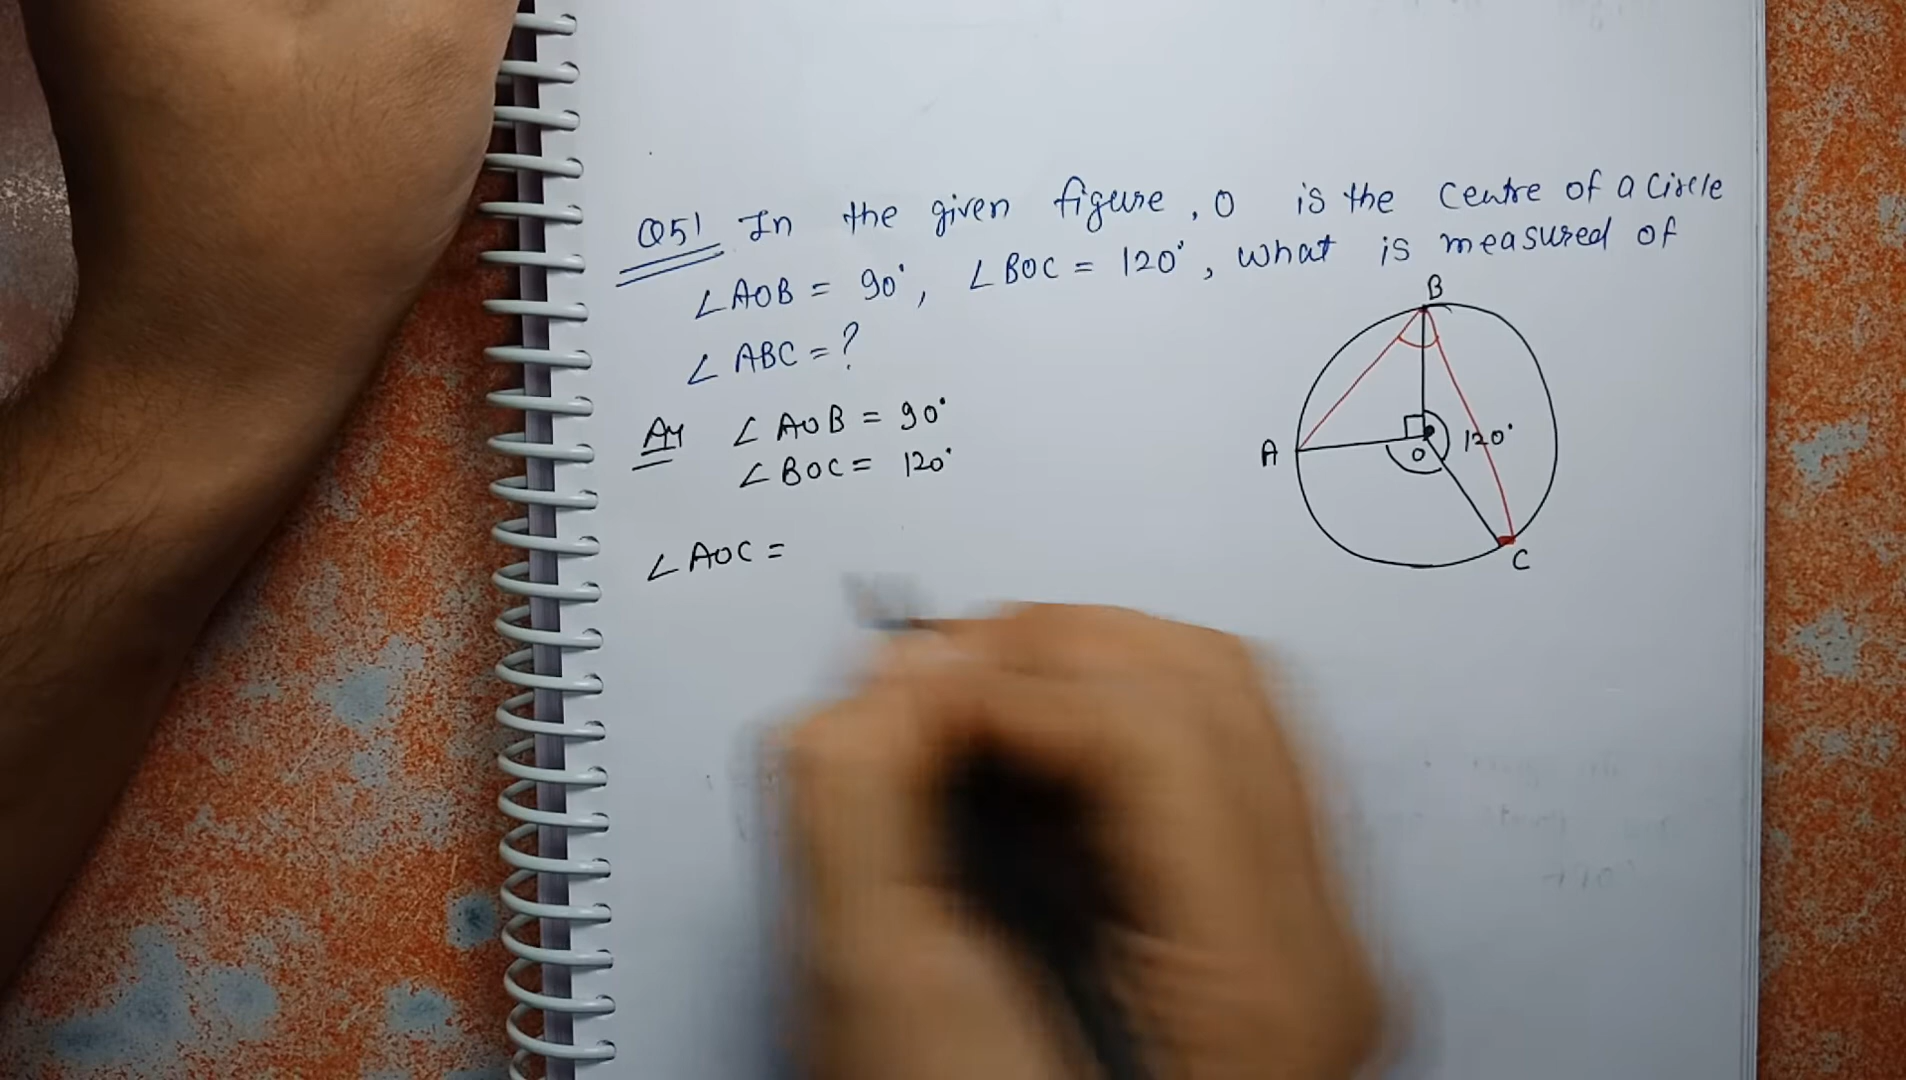 Q51 In the given figure, O is the Centre of a Circle
∠AOB = 90°, ∠BOC = 120°, what is measured of
∠ABC = ?
B
Ans ∠AOB = 90°
∠BOC = 120°
A
O
120°
C
∠AOC =